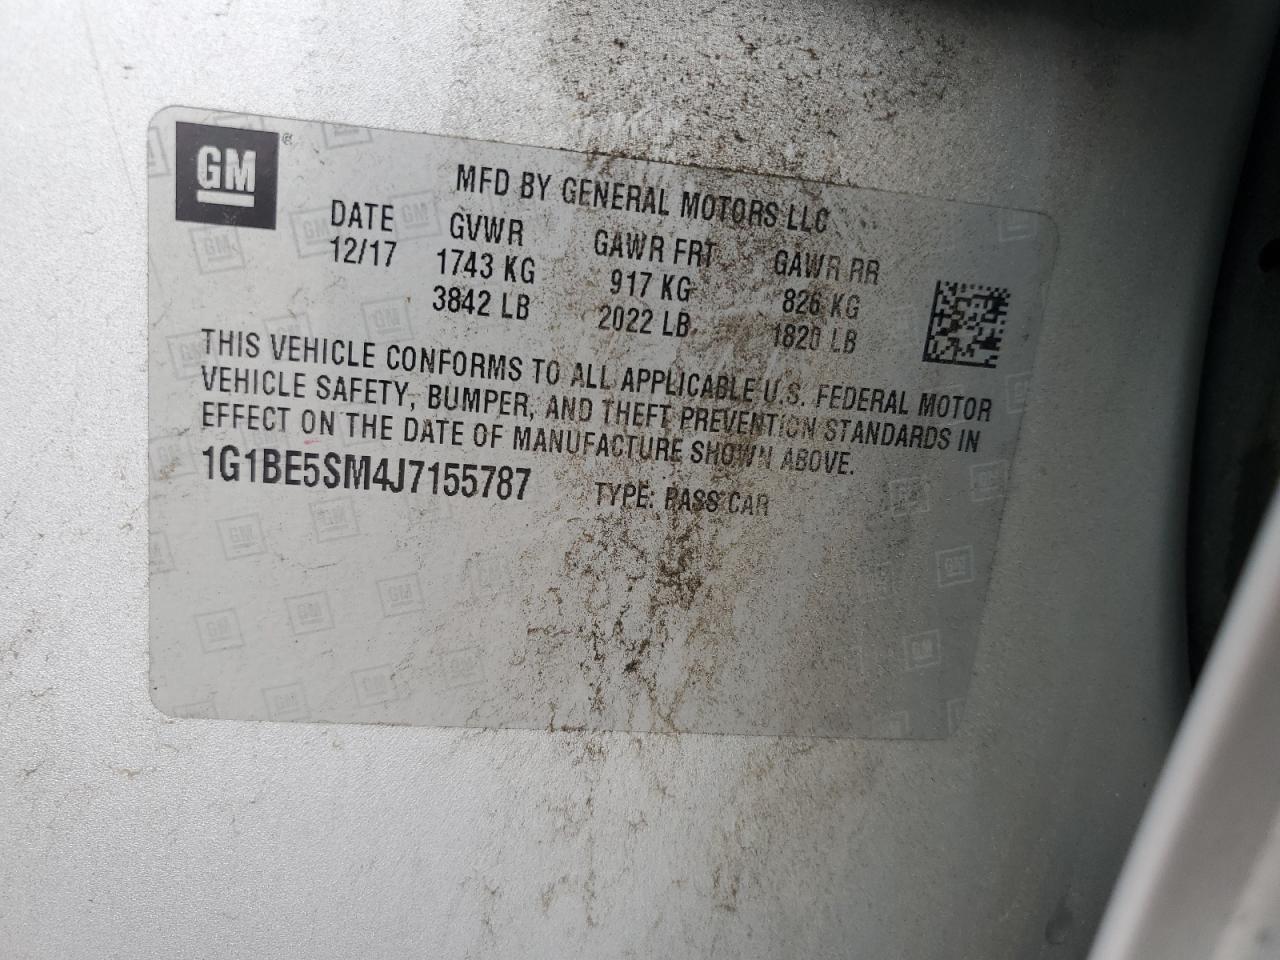 GM
MFD BY GENERAL MOTORS LLC
DATE GVWR GAWR FRT GAWR RR
12/17 1743 KG 917 KG 826 KG
3842 LB 2022 LB 1820 LB
THIS VEHICLE CONFORMS TO ALL APPLICABLE U.S. FEDERAL MOTOR
VEHICLE SAFETY, BUMPER, AND THEFT PREVENTION STANDARDS IN
EFFECT ON THE DATE OF MANUFACTURE SHOWN ABOVE.
1G1BE5SM4J7155787 TYPE: PASS CAR